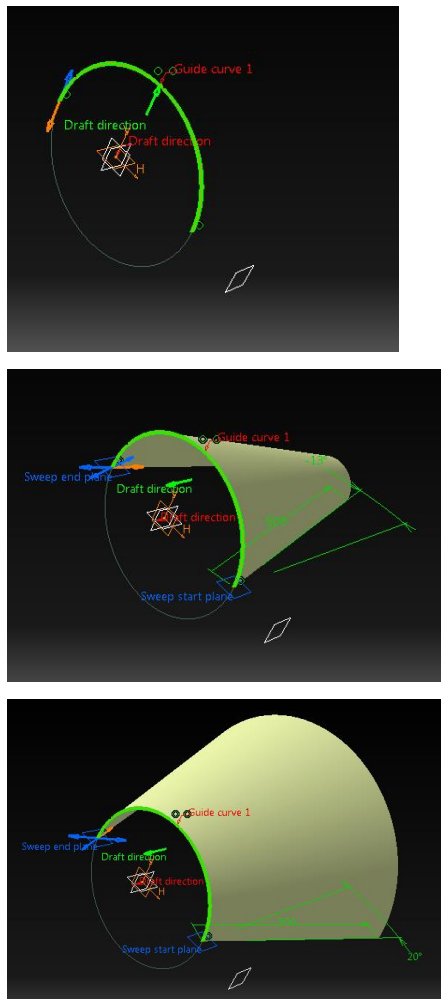 Guide curve 1
Draft direction
Draft direction
H
Guide curve 1
-13°
Sweep end plane
Draft direction
Draft direction
H
Sweep start plane
Guide curve 1
Sweep end plane
Draft direction
Draft direction
H
Sweep start plane
20°